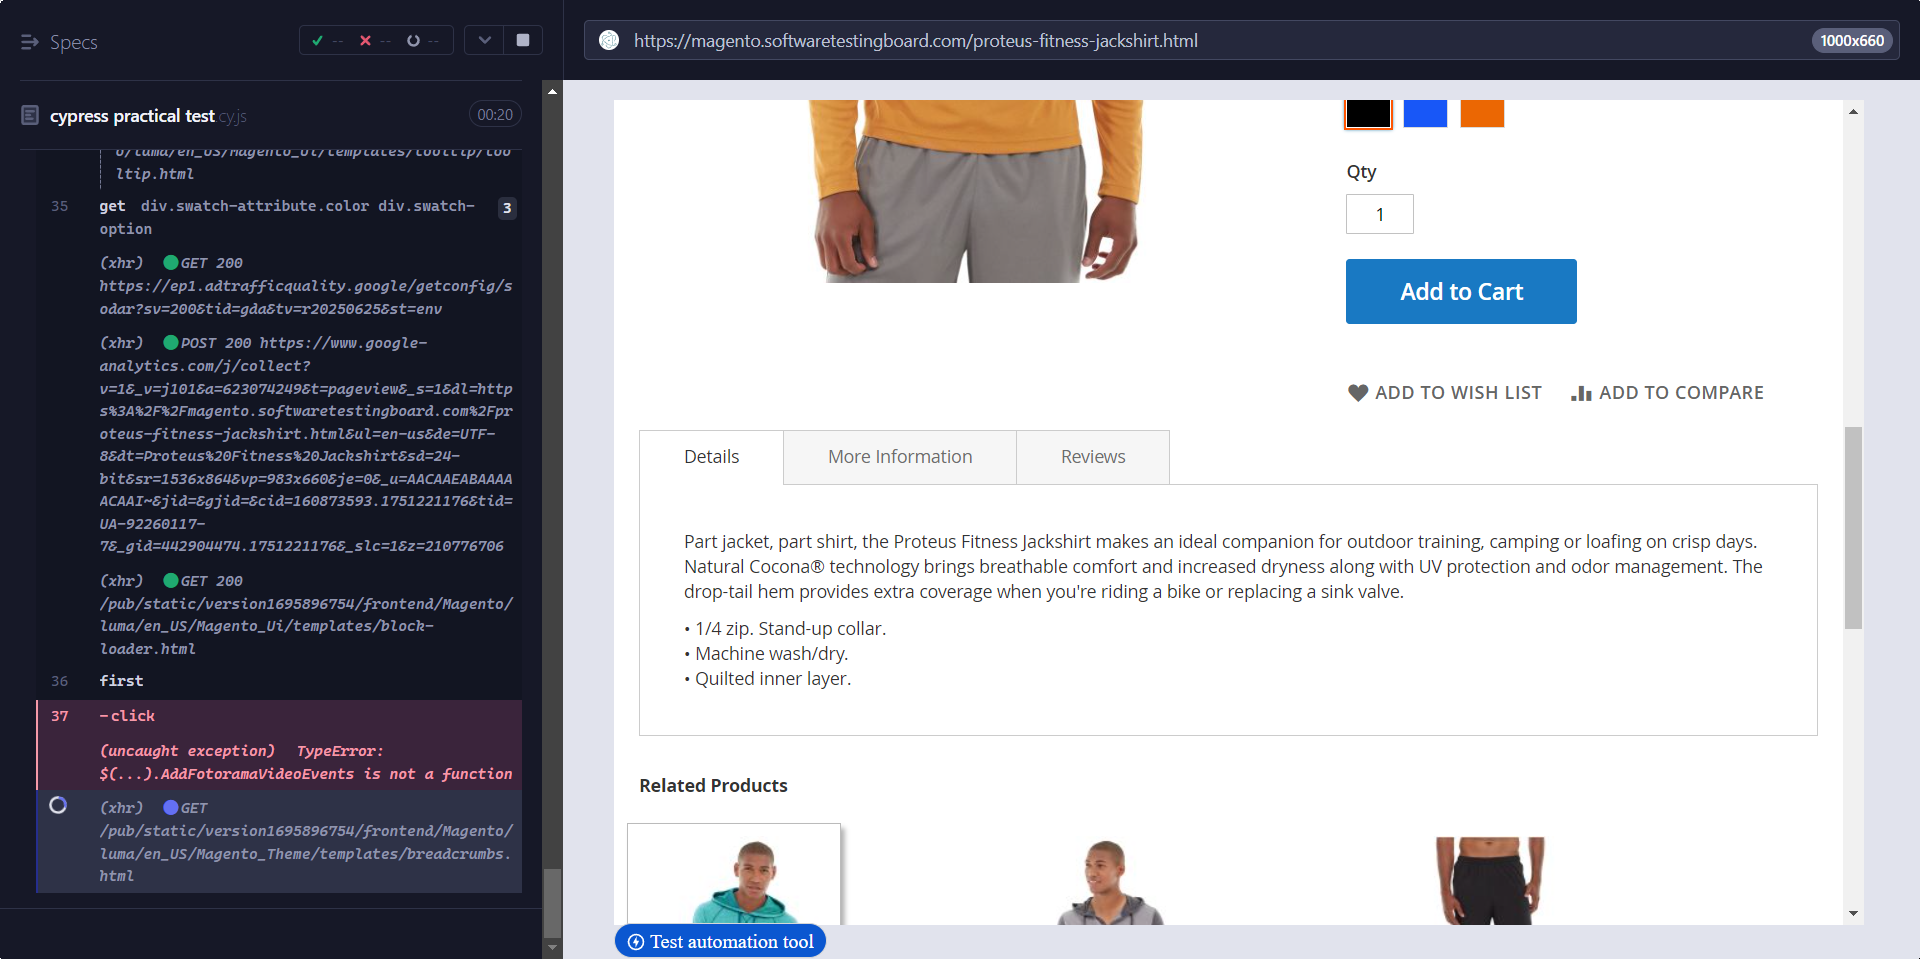 Specs
-- -- --
https://magento.softwaretestingboard.com/proteus-fitness-jackshirt.html
1000x660
cypress practical test.cy.js
00:20
o/luma/en_US/Magento_Ui/templates/tooltip/too
ltip.html
35 get div.swatch-attribute.color div.swatch-
option
3
(xhr) GET 200
https://ep1.adtrafficquality.google/getconfig/s
odar?sv=200&tid=gda&tv=r20250625&st=env
(xhr) POST 200 https://www.google-
analytics.com/j/collect?
v=1&_v=j101&a=623074249&t=pageview&_s=1&dl=http
s%3A%2F%2Fmagento.softwaretestingboard.com%2Fpr
oteus-fitness-jackshirt.html&ul=en-us&de=UTF-
8&dt=Proteus%20Fitness%20Jackshirt&sd=24-
bit&sr=1536x864&vp=983x660&je=0&_u=AACAAEABAAAA
ACAAI~&jid=&gjid=&cid=160873593.1751221176&tid=
UA-92260117-
7&_gid=442904474.1751221176&_slc=1&z=210776706
(xhr) GET 200
/pub/static/version1695896754/frontend/Magento/
luma/en_US/Magento_Ui/templates/block-
loader.html
36 first
37 -click
(uncaught exception) TypeError:
$(...).AddFotoramaVideoEvents is not a function
(xhr) GET
/pub/static/version1695896754/frontend/Magento/
luma/en_US/Magento_Theme/templates/breadcrumbs.
html
Qty
1
Add to Cart
ADD TO WISH LIST
ADD TO COMPARE
Details
More Information
Reviews
Part jacket, part shirt, the Proteus Fitness Jackshirt makes an ideal companion for outdoor training, camping or loafing on crisp days.
Natural Cocona® technology brings breathable comfort and increased dryness along with UV protection and odor management. The
drop-tail hem provides extra coverage when you're riding a bike or replacing a sink valve.
• 1/4 zip. Stand-up collar.
• Machine wash/dry.
• Quilted inner layer.
Related Products
Test automation tool